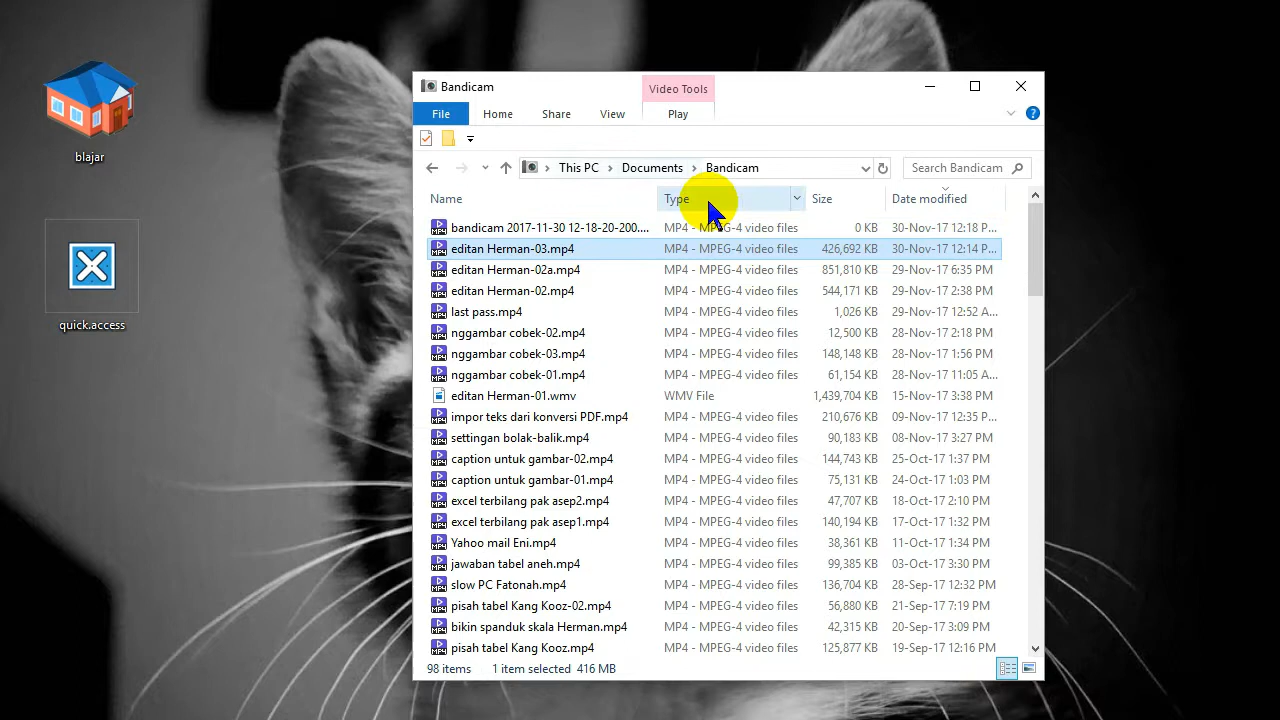 blajar
quick.access
Bandicam
Video Tools
File Home Share View Play
This PC Documents Bandicam Search Bandicam
Name Type Size Date modified
bandicam 2017-11-30 12-18-20-200.... MP4 - MPEG-4 video files 0 KB 30-Nov-17 12:18 P...
editan Herman-03.mp4 MP4 - MPEG-4 video files 426,692 KB 30-Nov-17 12:14 P...
editan Herman-02a.mp4 MP4 - MPEG-4 video files 851,810 KB 29-Nov-17 6:35 PM
editan Herman-02.mp4 MP4 - MPEG-4 video files 544,171 KB 29-Nov-17 2:38 PM
last pass.mp4 MP4 - MPEG-4 video files 1,026 KB 29-Nov-17 12:52 A...
nggambar cobek-02.mp4 MP4 - MPEG-4 video files 12,500 KB 28-Nov-17 2:18 PM
nggambar cobek-03.mp4 MP4 - MPEG-4 video files 148,148 KB 28-Nov-17 1:56 PM
nggambar cobek-01.mp4 MP4 - MPEG-4 video files 61,154 KB 28-Nov-17 11:05 A...
editan Herman-01.wmv WMV File 1,439,704 KB 15-Nov-17 3:38 PM
impor teks dari konversi PDF.mp4 MP4 - MPEG-4 video files 210,676 KB 09-Nov-17 12:35 P...
settingan bolak-balik.mp4 MP4 - MPEG-4 video files 90,183 KB 08-Nov-17 3:27 PM
caption untuk gambar-02.mp4 MP4 - MPEG-4 video files 144,743 KB 25-Oct-17 1:37 PM
caption untuk gambar-01.mp4 MP4 - MPEG-4 video files 75,131 KB 24-Oct-17 1:03 PM
excel terbilang pak asep2.mp4 MP4 - MPEG-4 video files 47,707 KB 18-Oct-17 2:10 PM
excel terbilang pak asep1.mp4 MP4 - MPEG-4 video files 140,194 KB 17-Oct-17 1:32 PM
Yahoo mail Eni.mp4 MP4 - MPEG-4 video files 38,361 KB 11-Oct-17 1:34 PM
jawaban tabel aneh.mp4 MP4 - MPEG-4 video files 99,385 KB 03-Oct-17 3:30 PM
slow PC Fatonah.mp4 MP4 - MPEG-4 video files 136,704 KB 28-Sep-17 12:32 PM
pisah tabel Kang Kooz-02.mp4 MP4 - MPEG-4 video files 56,880 KB 21-Sep-17 7:19 PM
bikin spanduk skala Herman.mp4 MP4 - MPEG-4 video files 42,315 KB 20-Sep-17 3:09 PM
pisah tabel Kang Kooz.mp4 MP4 - MPEG-4 video files 125,877 KB 19-Sep-17 12:16 PM
98 items 1 item selected 416 MB